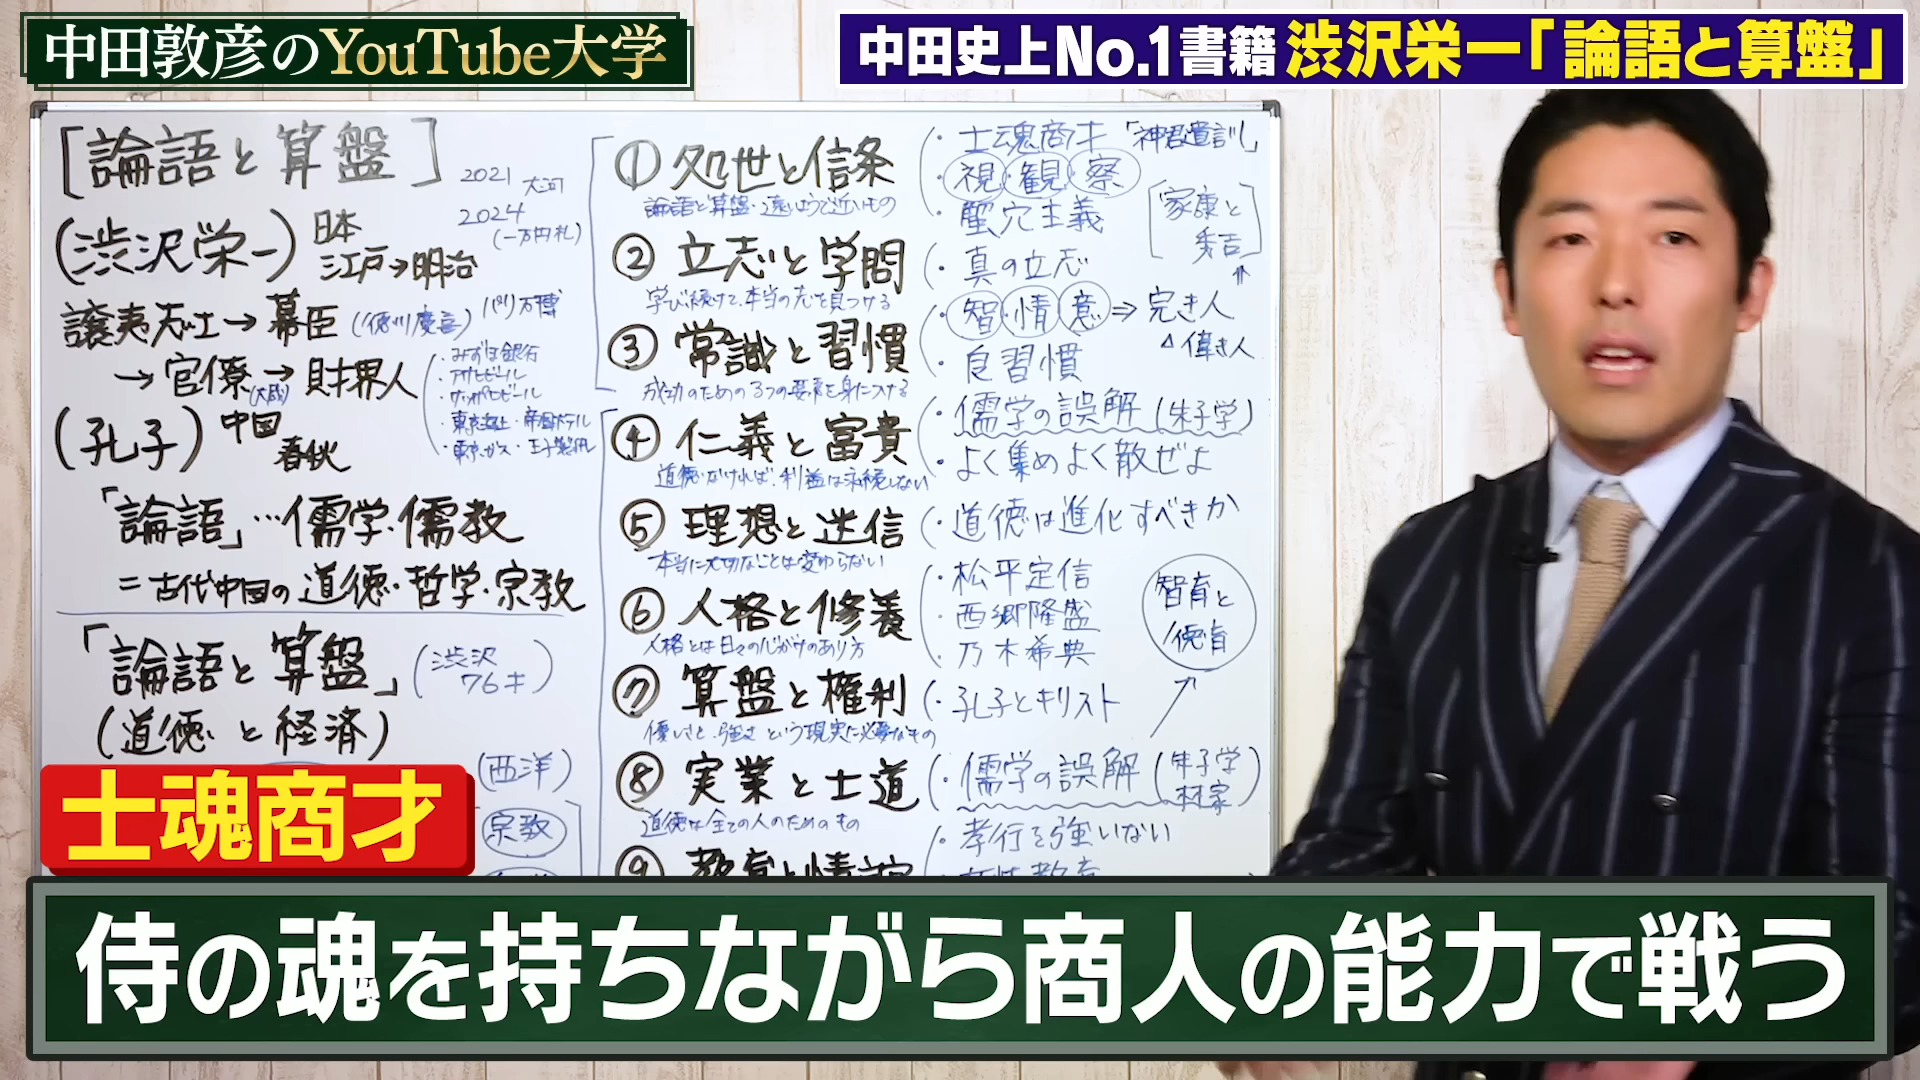 中田敦彦のYouTube大学
中田史上No.1書籍 渋沢栄一「論語と算盤」
[論語と算盤]
2021 大河
2024
(一万円札)
(渋沢栄一) 日本
江戸→明治
譲夷志士→幕臣(徳川慶喜) パリ万博
→官僚→財界人
(大蔵)
・みずほ銀行
・アサヒビール
・サッポロビール
・東京海上・帝国ホテル
・東京ガス・王子製紙
(孔子) 中国
春秋
「論語」…儒学・儒教
=古代中国の道徳・哲学・宗教
「論語と算盤」(渋沢
76才)
(道徳と経済)
(西洋)
宗教
①処世と信条
論語と算盤・遠いようで近いもの
・士魂商才「神君遺訓」
・視・観・察
・蟹穴主義
[家康と
秀吉]
②立志と学問
学び続けて、本当の志を見つける
・真の立志
③常識と習慣
成功のための3つの要素を身に入れる
・智・情・意⇒完き人
△偉き人
・良習慣
④仁義と富貴
道徳なければ、利益は永続しない
・儒学の誤解(朱子学)
・よく集めよく散ぜよ
⑤理想と迷信
本当に大切なことは変わらない
・道徳は進化すべきか
⑥人格と修養
人格とは日々の心がけのあり方
・松平定信
・西郷隆盛
・乃木希典
智育と
徳育
⑦算盤と権利
優しさと、強さという現実に必要なもの
・孔子とキリスト
⑧実業と士道
道徳は全ての人のためのもの
・儒学の誤解(朱子学
林家)
⑨教育と情誼
・孝行を強いない
士魂商才
侍の魂を持ちながら商人の能力で戦う